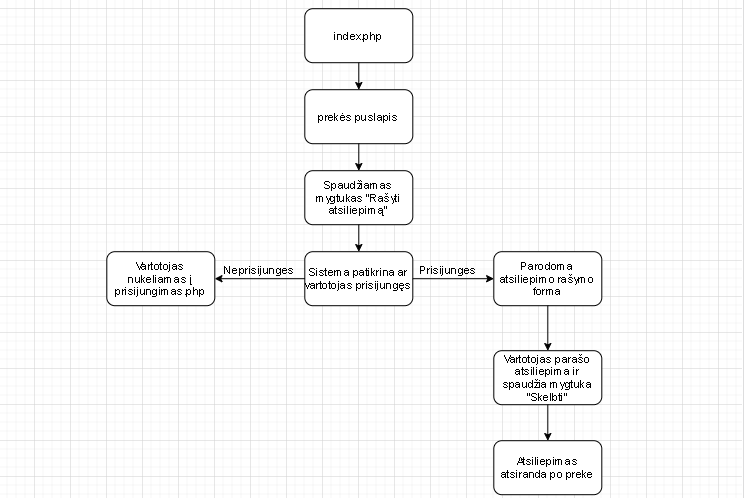 index.php
prekės puslapis
Spaudžiamas
mygtukas "Rašyti
atsiliepimą"
Vartotojas
nukeliamas į
prisijungimas php
Neprisijunges
Sistema patikrina ar
vartotojas prisijungęs
Prisijunges
Parodoma
atsiliepimo rašymo
forma
Vartotojas parašo
atsiliepima ir
spaudžia mygtuka
"Skelbti"
Atsiliepimas
atsiranda po preke